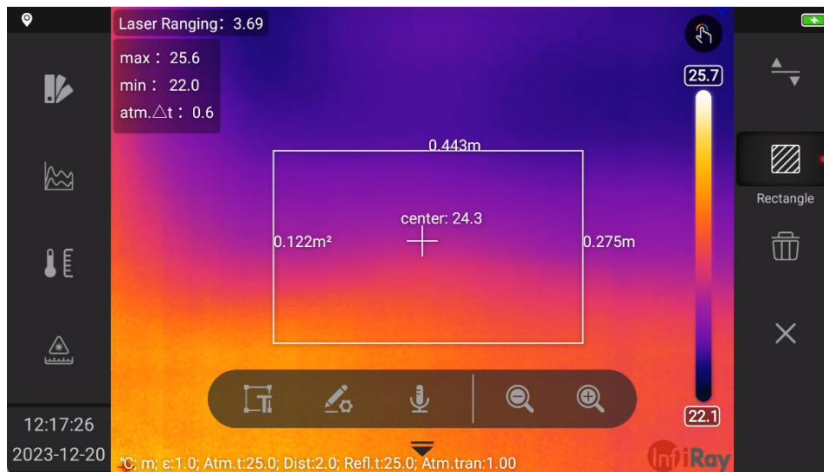 Laser Ranging: 3.69
max : 25.6
min : 22.0
atm.△t : 0.6
25.7
0.443m
Rectangle
center: 24.3
0.122m²
0.275m
22.1
12:17:26
2023-12-20
°C; m; ε:1.0; Atm.t:25.0; Dist:2.0; Refl.t:25.0; Atm.tran:1.00
InfiRay